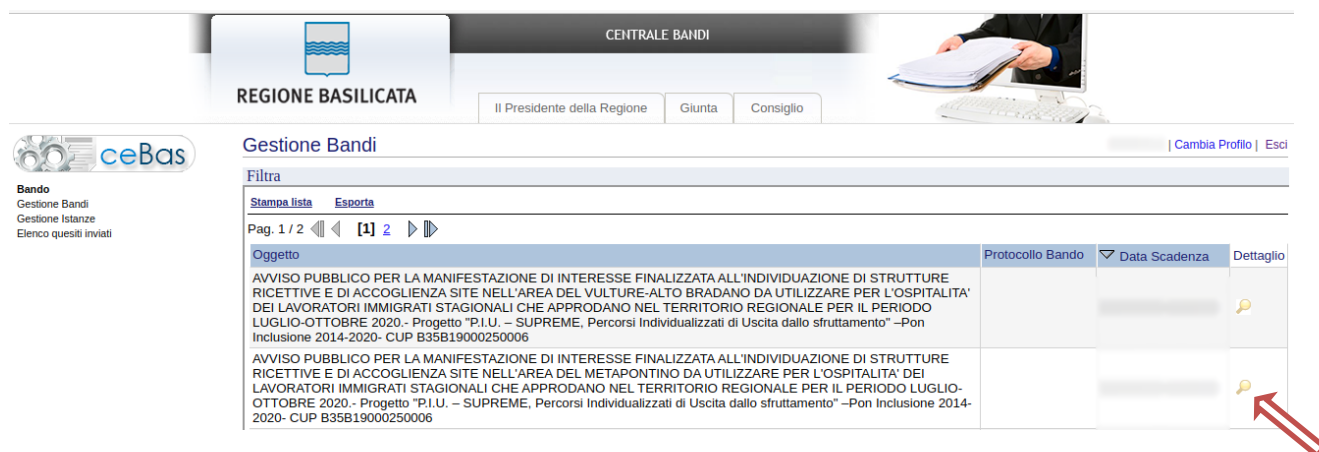 CENTRALE BANDI
REGIONE BASILICATA
Il Presidente della Regione Giunta Consiglio
ceBas
Gestione Bandi
| Cambia Profilo | Esci
Filtra
Bando
Gestione Bandi
Gestione Istanze
Elenco quesiti inviati
Stampa lista Esporta
Pag. 1 / 2 [1] 2
Oggetto Protocollo Bando Data Scadenza Dettaglio
AVVISO PUBBLICO PER LA MANIFESTAZIONE DI INTERESSE FINALIZZATA ALL'INDIVIDUAZIONE DI STRUTTURE
RICETTIVE E DI ACCOGLIENZA SITE NELL'AREA DEL VULTURE-ALTO BRADANO DA UTILIZZARE PER L'OSPITALITA'
DEI LAVORATORI IMMIGRATI STAGIONALI CHE APPRODANO NEL TERRITORIO REGIONALE PER IL PERIODO
LUGLIO-OTTOBRE 2020.- Progetto "P.I.U. – SUPREME, Percorsi Individualizzati di Uscita dallo sfruttamento" –Pon
Inclusione 2014-2020- CUP B35B19000250006
AVVISO PUBBLICO PER LA MANIFESTAZIONE DI INTERESSE FINALIZZATA ALL'INDIVIDUAZIONE DI STRUTTURE
RICETTIVE E DI ACCOGLIENZA SITE NELL'AREA DEL METAPONTINO DA UTILIZZARE PER L'OSPITALITA' DEI
LAVORATORI IMMIGRATI STAGIONALI CHE APPRODANO NEL TERRITORIO REGIONALE PER IL PERIODO LUGLIO-
OTTOBRE 2020.- Progetto "P.I.U. – SUPREME, Percorsi Individualizzati di Uscita dallo sfruttamento" –Pon Inclusione 2014-
2020- CUP B35B19000250006